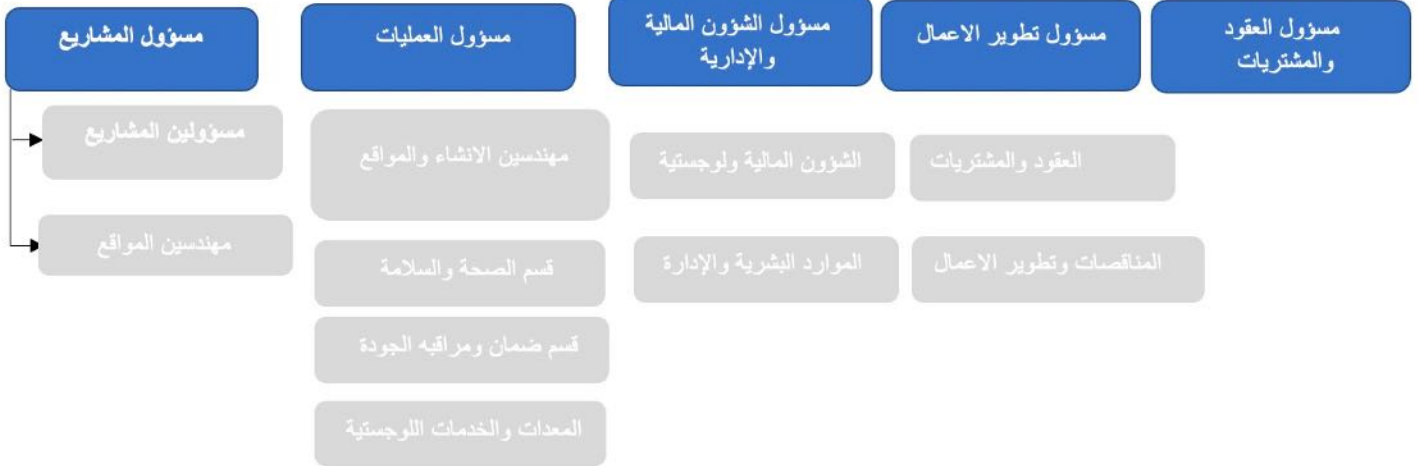 مسؤول العقود
والمشتريات
مسؤول تطوير الاعمال
مسؤول الشؤون المالية
والإدارية
مسؤول العمليات
مسؤول المشاريع
العقود والمشتريات
المناقصات وتطوير الاعمال
الشؤون المالية ولوجستية
الموارد البشرية والإدارة
مهندسين الانشاء والمواقع
قسم الصحة والسلامة
قسم ضمان ومراقبه الجودة
المعدات والخدمات اللوجستية
مسؤولين المشاريع
مهندسين المواقع